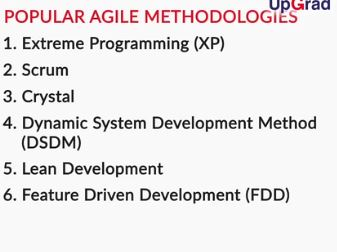 UpGrad
POPULAR AGILE METHODOLOGIES
1. Extreme Programming (XP)
2. Scrum
3. Crystal
4. Dynamic System Development Method
(DSDM)
5. Lean Development
6. Feature Driven Development (FDD)